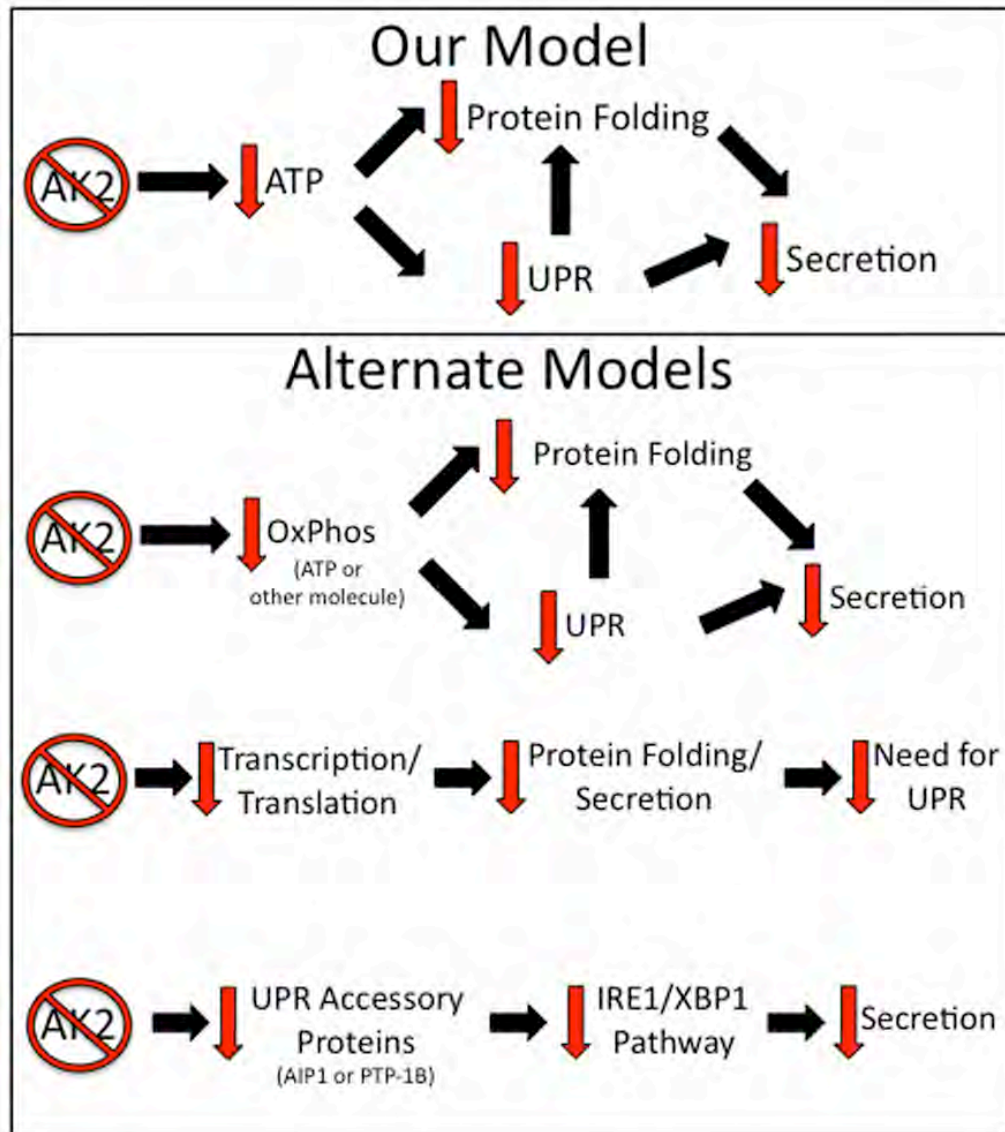 Our Model
AK2
ATP
Protein Folding
UPR
Secretion
Alternate Models
AK2
OxPhos
(ATP or
other molecule)
Protein Folding
UPR
Secretion
AK2
Transcription/
Translation
Protein Folding/
Secretion
Need for
UPR
AK2
UPR Accessory
Proteins
(AIP1 or PTP-1B)
IRE1/XBP1
Pathway
Secretion